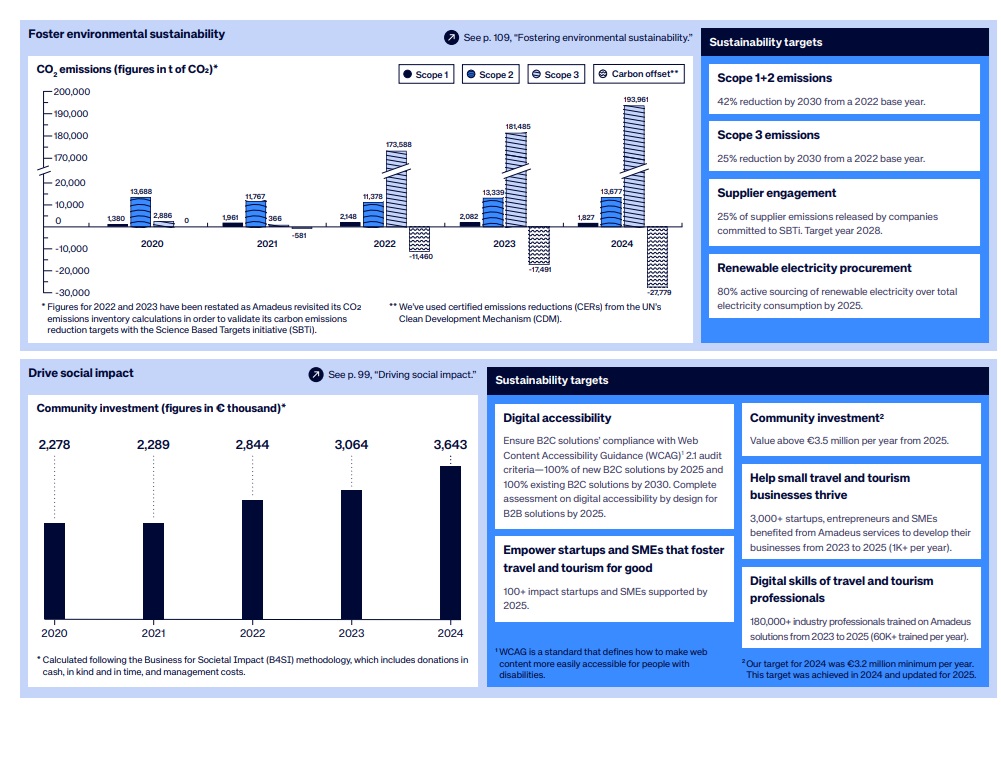 Foster environmental sustainability
See p. 109, “Fostering environmental sustainability.”
CO₂ emissions (figures in t of CO₂)*
Scope 1
Scope 2
Scope 3
Carbon offset**
200,000
190,000
180,000
170,000
20,000
10,000
0
-10,000
-20,000
-30,000
1,380
13,688
2,886
0
2020
1,961
11,767
366
-581
2021
2,148
11,378
173,588
-11,460
2022
2,082
13,339
181,485
-17,491
2023
1,827
13,677
193,961
-27,779
2024
* Figures for 2022 and 2023 have been restated as Amadeus revisited its CO₂
emissions inventory calculations in order to validate its carbon emissions
reduction targets with the Science Based Targets initiative (SBTi).
** We’ve used certified emissions reductions (CERs) from the UN’s
Clean Development Mechanism (CDM).
Sustainability targets
Scope 1+2 emissions
42% reduction by 2030 from a 2022 base year.
Scope 3 emissions
25% reduction by 2030 from a 2022 base year.
Supplier engagement
25% of supplier emissions released by companies
committed to SBTi. Target year 2028.
Renewable electricity procurement
80% active sourcing of renewable electricity over total
electricity consumption by 2025.
Drive social impact
See p. 99, “Driving social impact.”
Community investment (figures in € thousand)*
2,278
2,289
2,844
3,064
3,643
2020
2021
2022
2023
2024
* Calculated following the Business for Societal Impact (B4SI) methodology, which includes donations in
cash, in kind and in time, and management costs.
Sustainability targets
Digital accessibility
Ensure B2C solutions’ compliance with Web
Content Accessibility Guidance (WCAG)¹ 2.1 audit
criteria—100% of new B2C solutions by 2025 and
100% existing B2C solutions by 2030. Complete
assessment on digital accessibility by design for
B2B solutions by 2025.
Empower startups and SMEs that foster
travel and tourism for good
100+ impact startups and SMEs supported by
2025.
¹ WCAG is a standard that defines how to make web
content more easily accessible for people with
disabilities.
Community investment²
Value above €3.5 million per year from 2025.
Help small travel and tourism
businesses thrive
3,000+ startups, entrepreneurs and SMEs
benefited from Amadeus services to develop their
businesses from 2023 to 2025 (1K+ per year).
Digital skills of travel and tourism
professionals
180,000+ industry professionals trained on Amadeus
solutions from 2023 to 2025 (60K+ trained per year).
² Our target for 2024 was €3.2 million minimum per year.
This target was achieved in 2024 and updated for 2025.